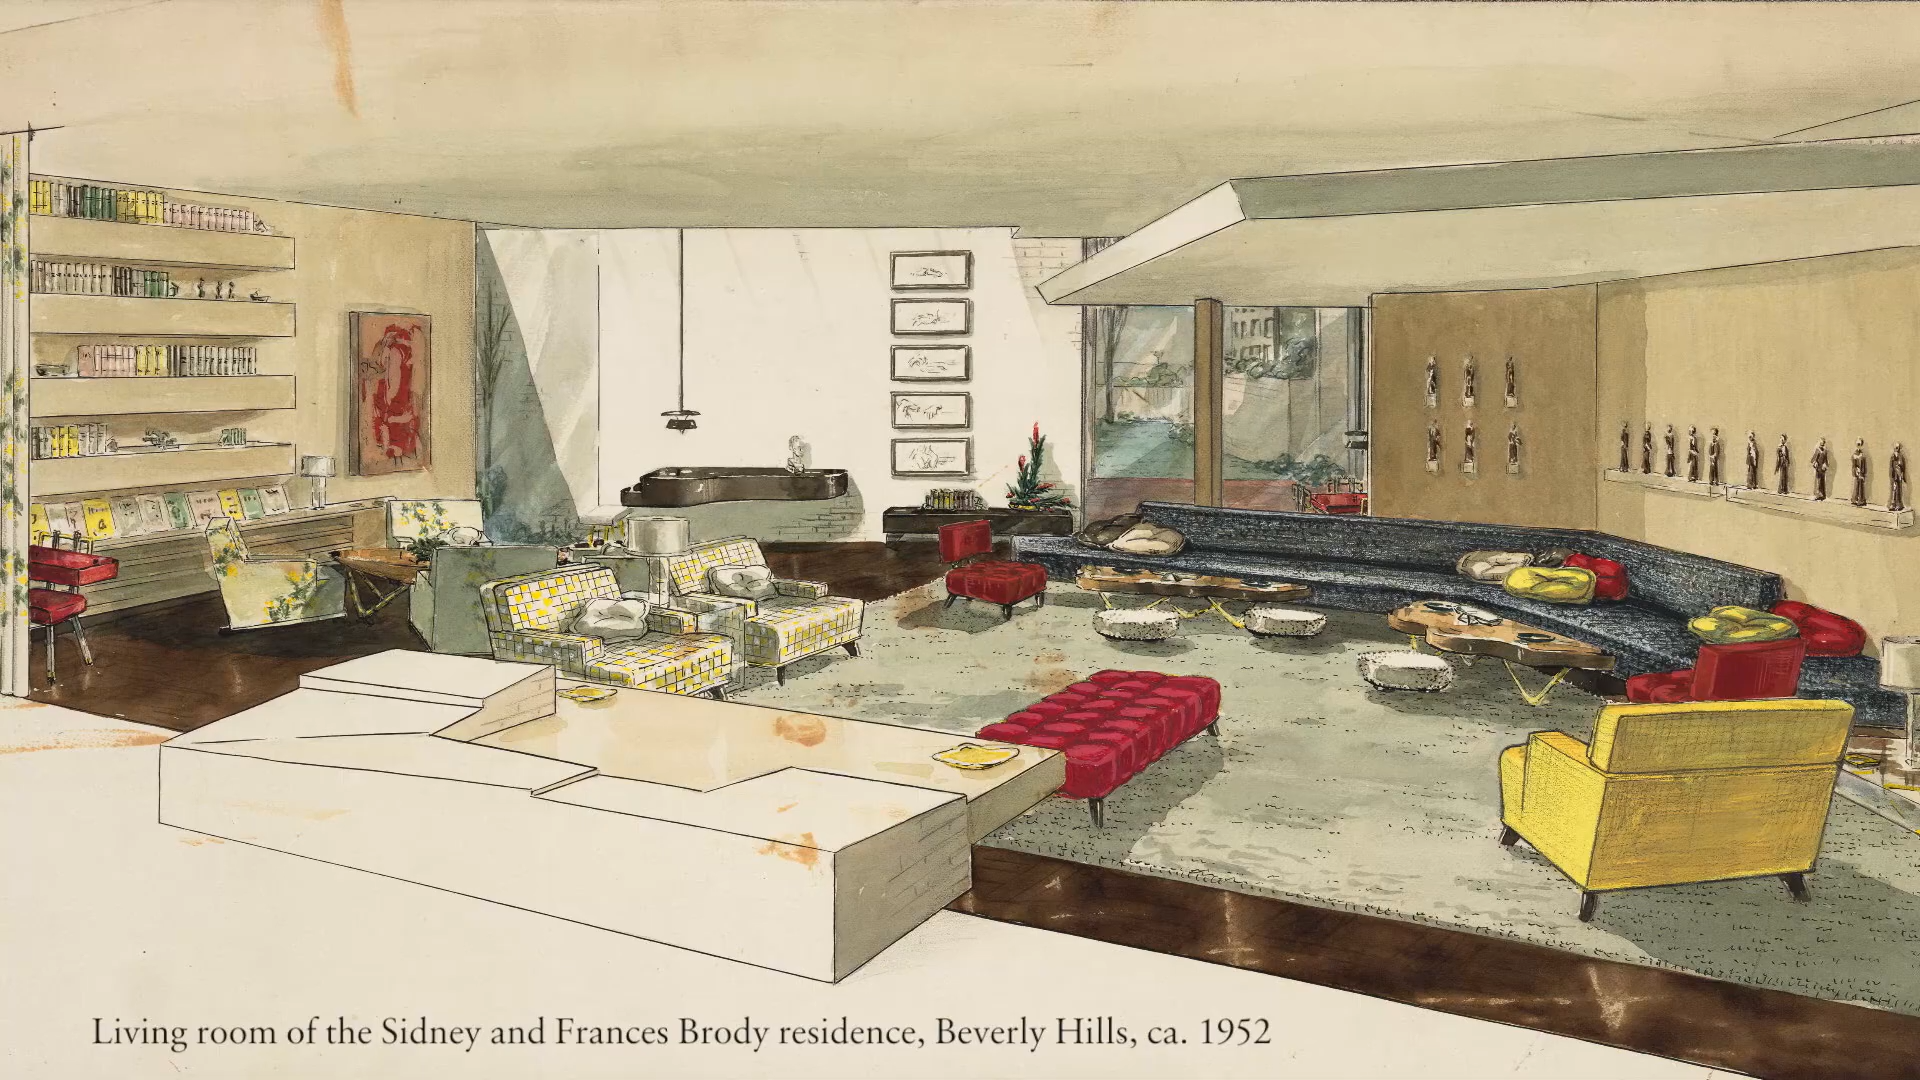 Living room of the Sidney and Frances Brody residence, Beverly Hills, ca. 1952